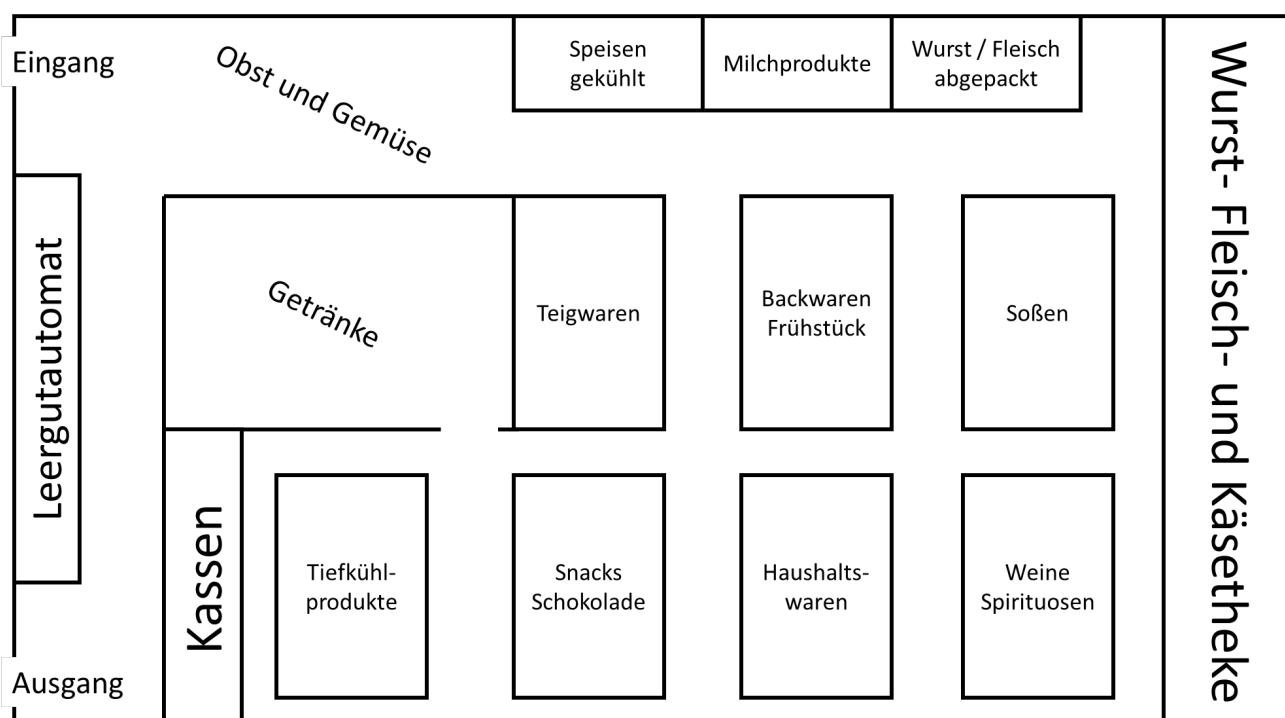 Eingang
Obst und Gemüse
Speisen
gekühlt
Milchprodukte
Wurst / Fleisch
abgepackt
Wurst- Fleisch- und Käsetheke
Leergutautomat
Getränke
Teigwaren
Backwaren
Frühstück
Soßen
Kassen
Tiefkühl-
produkte
Snacks
Schokolade
Haushalts-
waren
Weine
Spirituosen
Ausgang